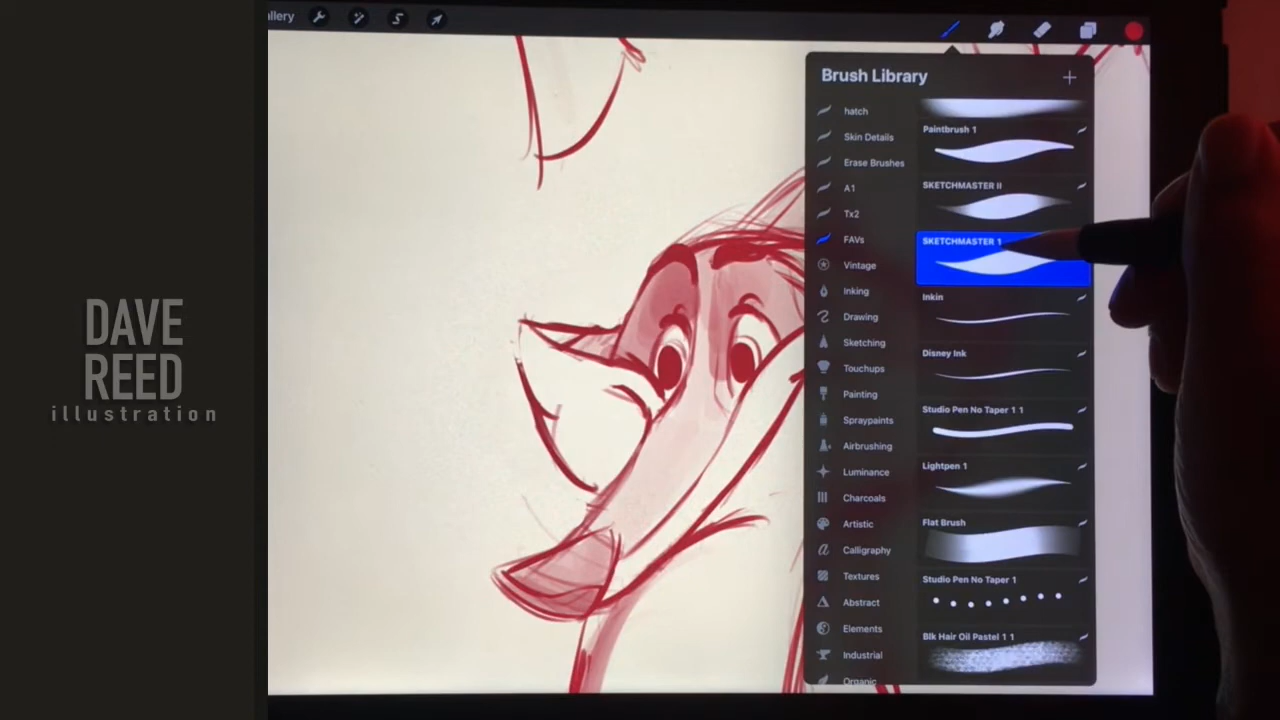 DAVE
REED
illustration
allery
Brush Library
hatch
Skin Details
Erase Brushes
A1
Tx2
FAVs
Vintage
Inking
Drawing
Sketching
Touchups
Painting
Spraypaints
Airbrushing
Luminance
Charcoals
Artistic
Calligraphy
Textures
Abstract
Elements
Industrial
Organic
Paintbrush 1
SKETCHMASTER II
SKETCHMASTER 1
Inkin
Disney Ink
Studio Pen No Taper 1 1
Lightpen 1
Flat Brush
Studio Pen No Taper 1
Blk Hair Oil Pastel 1 1